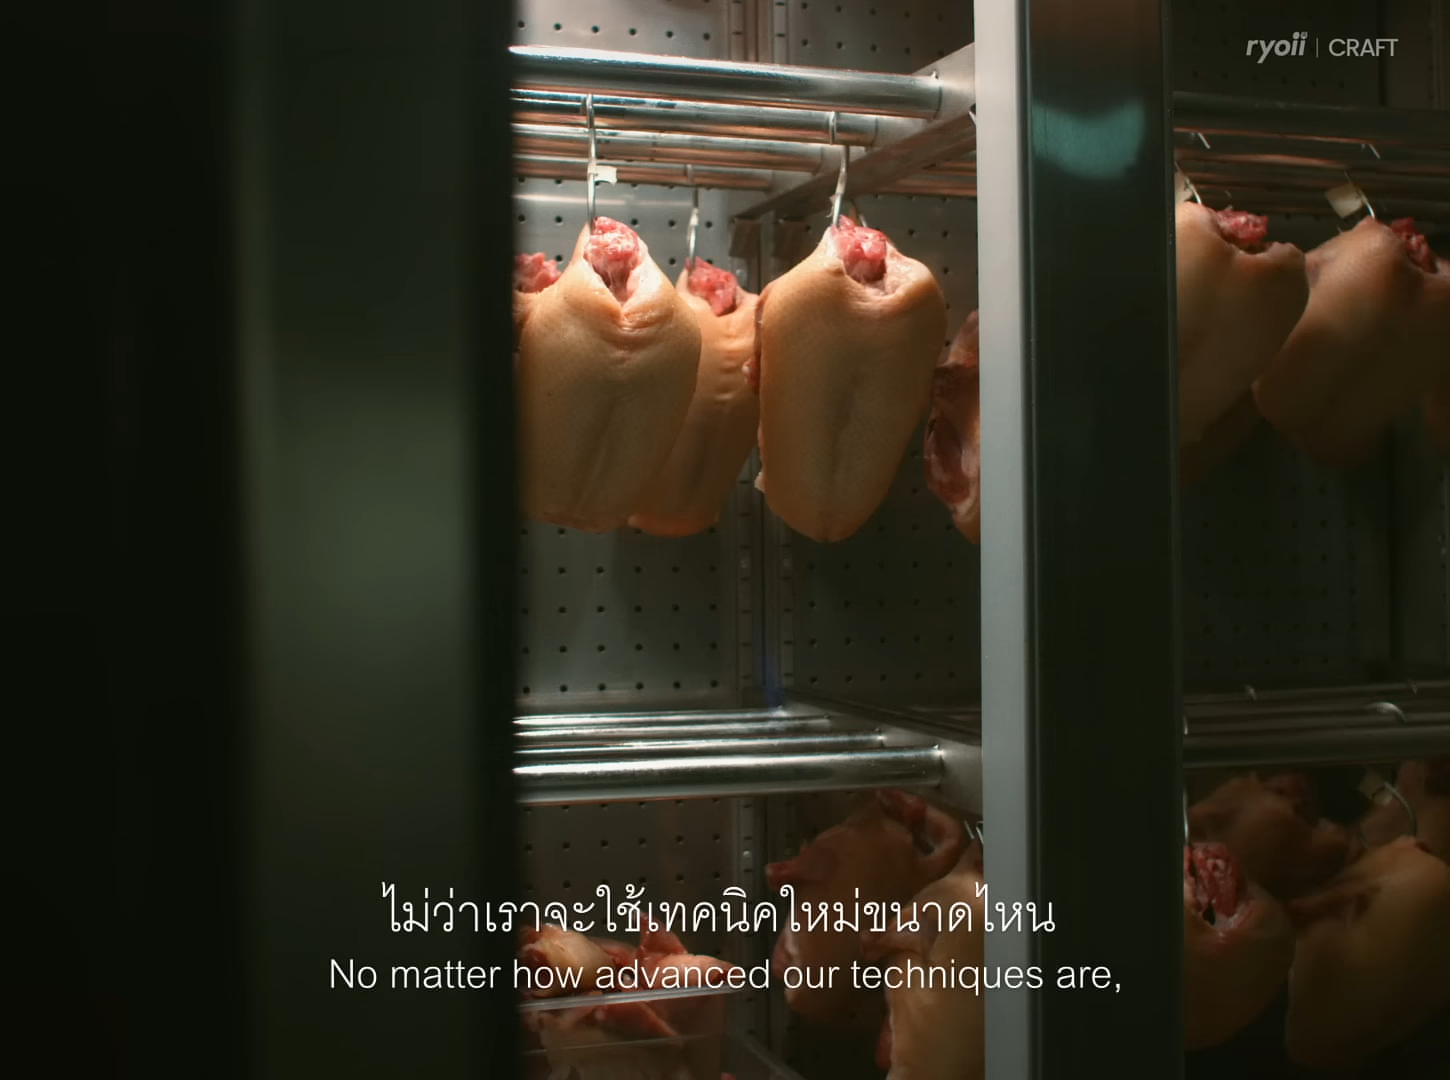 ryoii | CRAFT
ไม่ว่าเราจะใช้เทคนิคใหม่ขนาดไหน
No matter how advanced our techniques are,